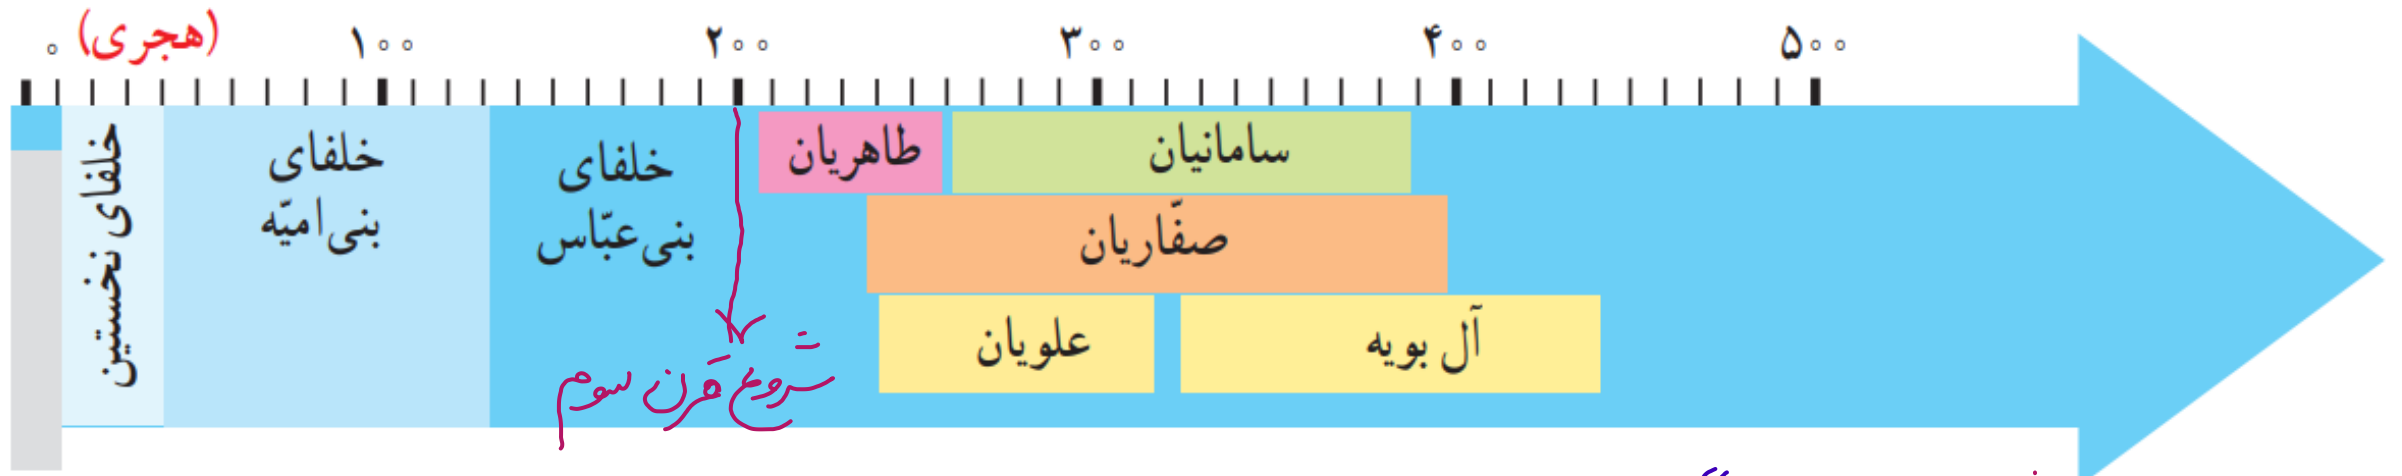 ۰ (هجری) ۱۰۰ ۲۰۰ ۳۰۰ ۴۰۰ ۵۰۰
خلفای نخستین
خلفای
بنی‌امیّه
خلفای
بنی‌عبّاس
طاهریان
سامانیان
صفّاریان
علویان
آل بویه
شروع قرن سوم